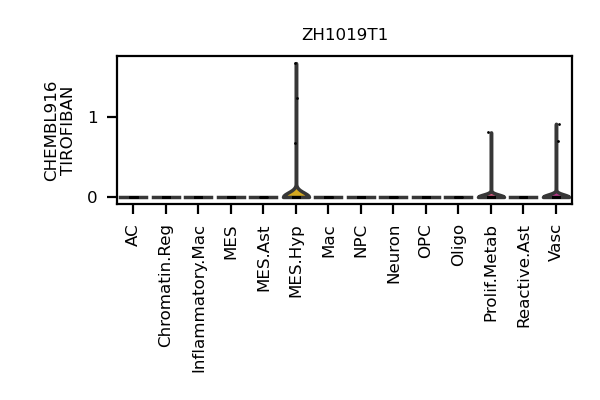 ZH1019T1
CHEMBL916
TIROFIBAN
1
0
AC
Chromatin.Reg
Inflammatory.Mac
MES
MES.Ast
MES.Hyp
Mac
NPC
Neuron
OPC
Oligo
Prolif.Metab
Reactive.Ast
Vasc